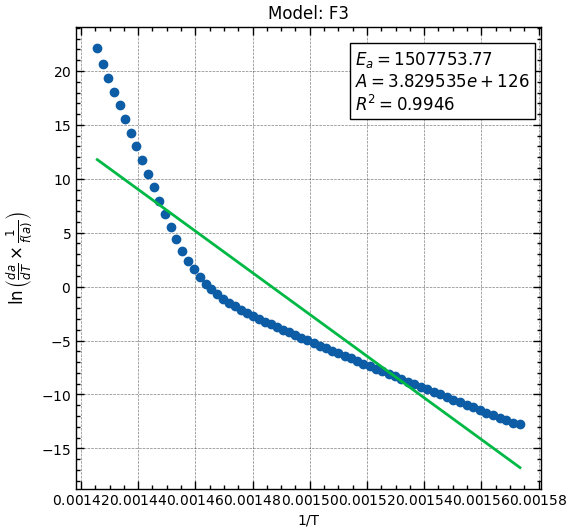 Model: F3
E_a = 1507753.77
A = 3.829535e + 126
R^2 = 0.9946
ln(da/dT × 1/f(a))
20
15
10
5
0
−5
−10
−15
0.00142 0.00144 0.00146 0.00148 0.00150 0.00152 0.00154 0.00156 0.00158
1/T